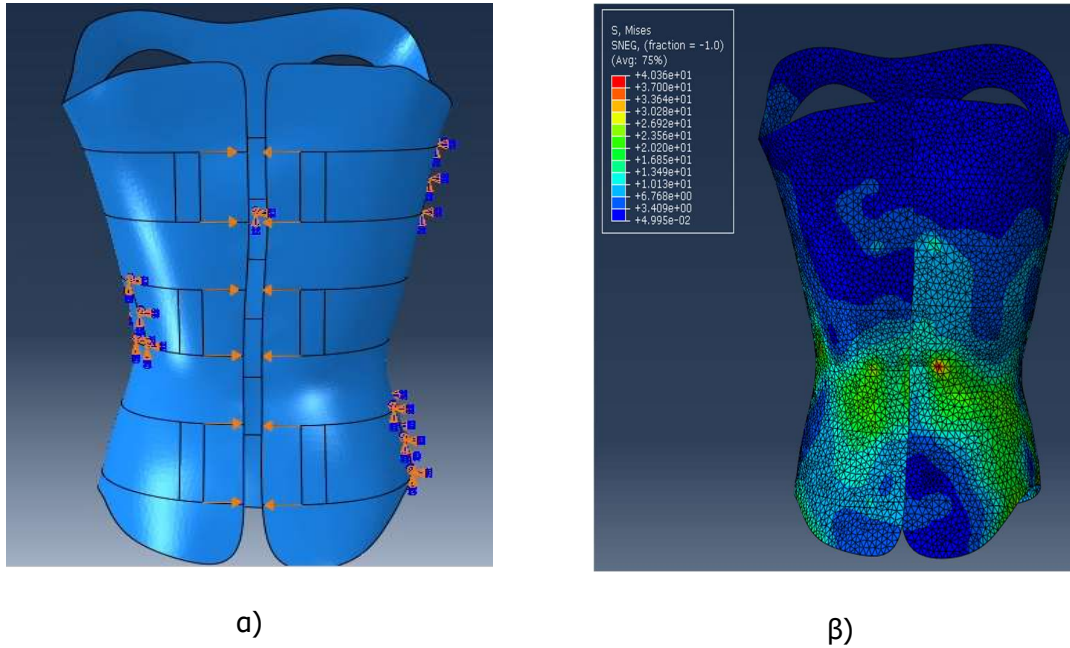 S, Mises
SNEG, (fraction = -1.0)
(Avg: 75%)
+4.036e+01
+3.700e+01
+3.364e+01
+3.028e+01
+2.692e+01
+2.356e+01
+2.020e+01
+1.685e+01
+1.349e+01
+1.013e+01
+6.768e+00
+3.409e+00
+4.995e-02
α)
β)